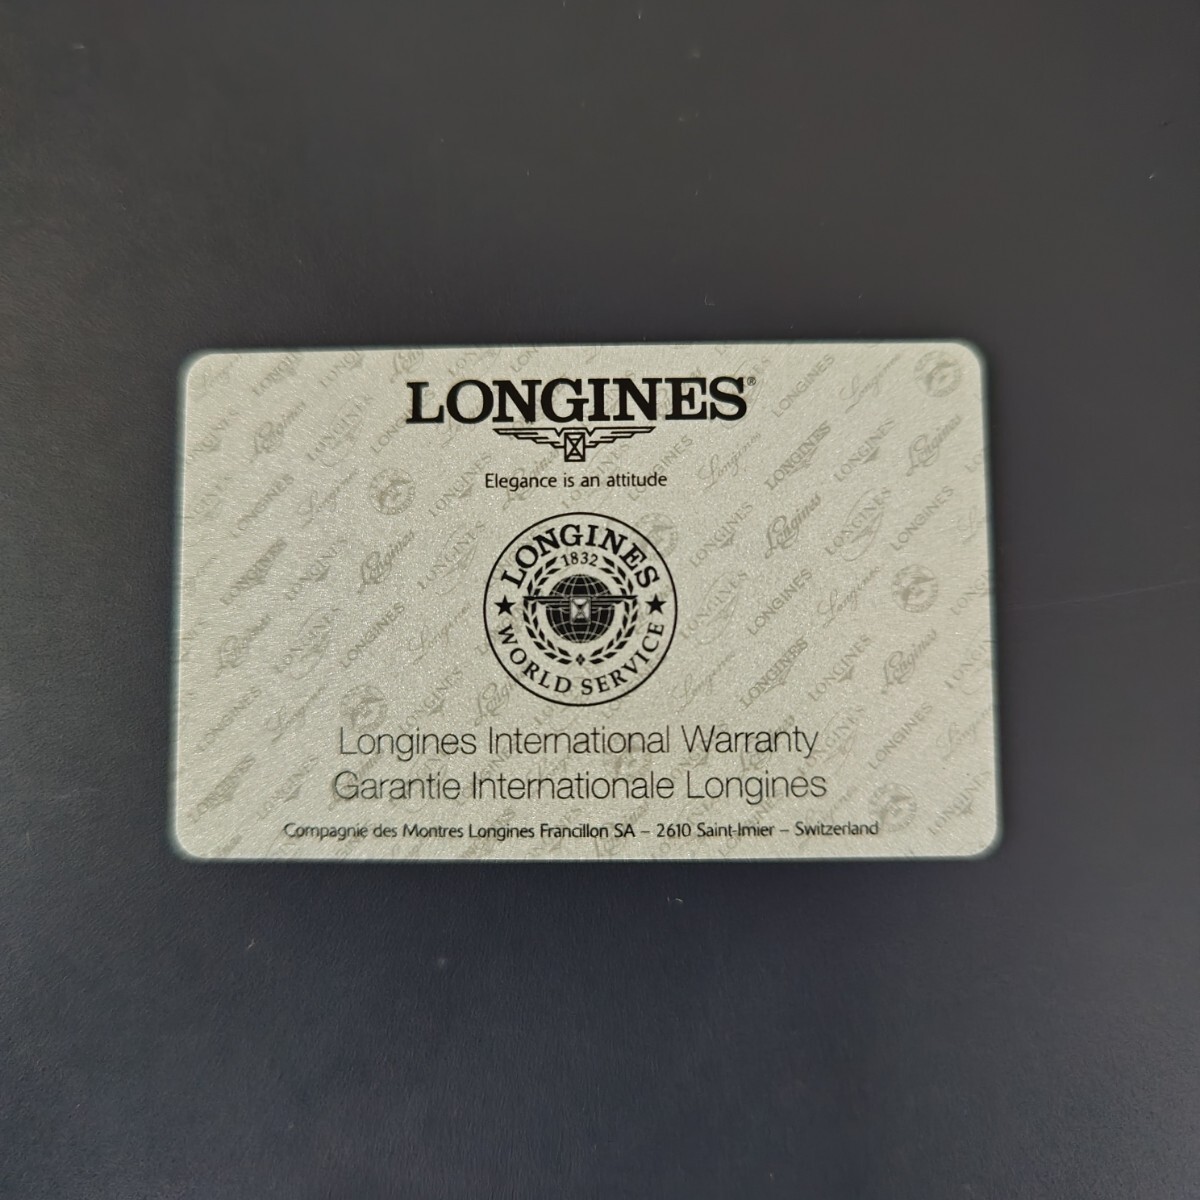 LONGINES®
Elegance is an attitude
LONGINES
1832
WORLD SERVICE
Longines International Warranty
Garantie Internationale Longines
Compagnie des Montres Longines Francillon SA – 2610 Saint-Imier – Switzerland